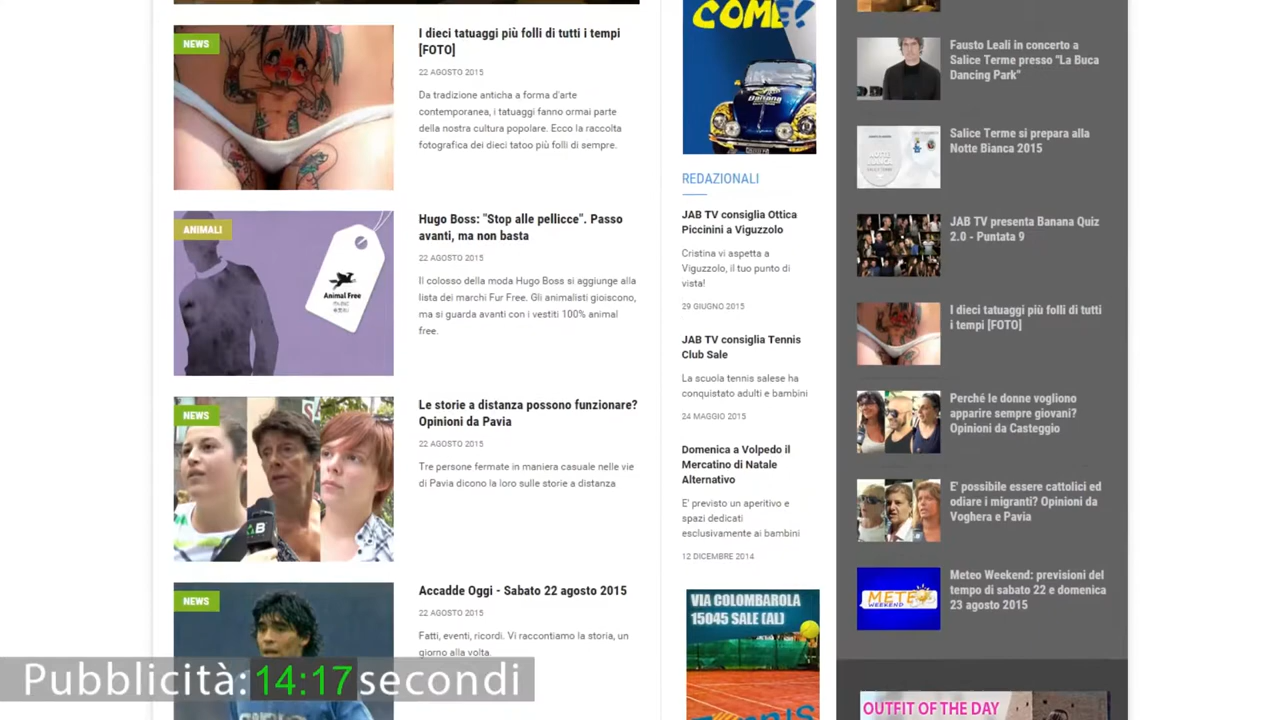 NEWS
I dieci tatuaggi più folli di tutti i tempi
[FOTO]
22 AGOSTO 2015
Da tradizione anticha a forma d'arte
contemporanea, i tatuaggi fanno ormai parte
della nostra cultura popolare. Ecco la raccolta
fotografica dei dieci tatoo più folli di sempre.
ANIMALI
Animal Free
Hugo Boss: "Stop alle pellicce". Passo
avanti, ma non basta
22 AGOSTO 2015
Il colosso della moda Hugo Boss si aggiunge alla
lista dei marchi Fur Free. Gli animalisti gioiscono,
ma si guarda avanti con i vestiti 100% animal
free.
NEWS
Le storie a distanza possono funzionare?
Opinioni da Pavia
22 AGOSTO 2015
Tre persone fermate in maniera casuale nelle vie
di Pavia dicono la loro sulle storie a distanza
NEWS
Accadde Oggi - Sabato 22 agosto 2015
22 AGOSTO 2015
Fatti, eventi, ricordi. Vi raccontiamo la storia, un
giorno alla volta.
COME?
Banana
REDAZIONALI
JAB TV consiglia Ottica
Piccinini a Viguzzolo
Cristina vi aspetta a
Viguzzolo, il tuo punto di
vista!
29 GIUGNO 2015
JAB TV consiglia Tennis
Club Sale
La scuola tennis salese ha
conquistato adulti e bambini
24 MAGGIO 2015
Domenica a Volpedo il
Mercatino di Natale
Alternativo
E' previsto un aperitivo e
spazi dedicati
esclusivamente ai bambini
12 DICEMBRE 2014
VIA COLOMBAROLA
15045 SALE (AL)
Tennis
Fausto Leali in concerto a
Salice Terme presso "La Buca
Dancing Park"
Salice Terme si prepara alla
Notte Bianca 2015
JAB TV presenta Banana Quiz
2.0 - Puntata 9
I dieci tatuaggi più folli di tutti
i tempi [FOTO]
Perché le donne vogliono
apparire sempre giovani?
Opinioni da Casteggio
E' possibile essere cattolici ed
odiare i migranti? Opinioni da
Voghera e Pavia
METEO
WEEKEND
Meteo Weekend: previsioni del
tempo di sabato 22 e domenica
23 agosto 2015
OUTFIT OF THE DAY
Pubblicità: 14:17 secondi